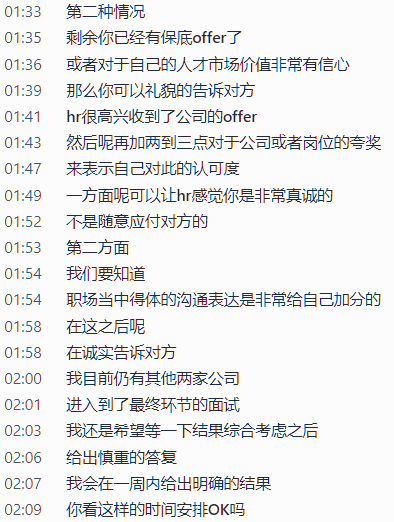 01:33 第二种情况
01:35 剩余你已经有保底offer了
01:36 或者对于自己的人才市场价值非常有信心
01:39 那么你可以礼貌的告诉对方
01:41 hr很高兴收到了公司的offer
01:43 然后呢再加两到三点对于公司或者岗位的夸奖
01:47 来表示自己对此的认可度
01:49 一方面呢可以让hr感觉你是非常真诚的
01:52 不是随意应付对方的
01:53 第二方面
01:54 我们要知道
01:54 职场当中得体的沟通表达是非常给自己加分的
01:58 在这之后呢
01:58 在诚实告诉对方
02:00 我目前仍有其他两家公司
02:01 进入到了最终环节的面试
02:03 我还是希望等一下结果综合考虑之后
02:06 给出慎重的答复
02:07 我会在一周内给出明确的结果
02:09 你看这样的时间安排OK吗